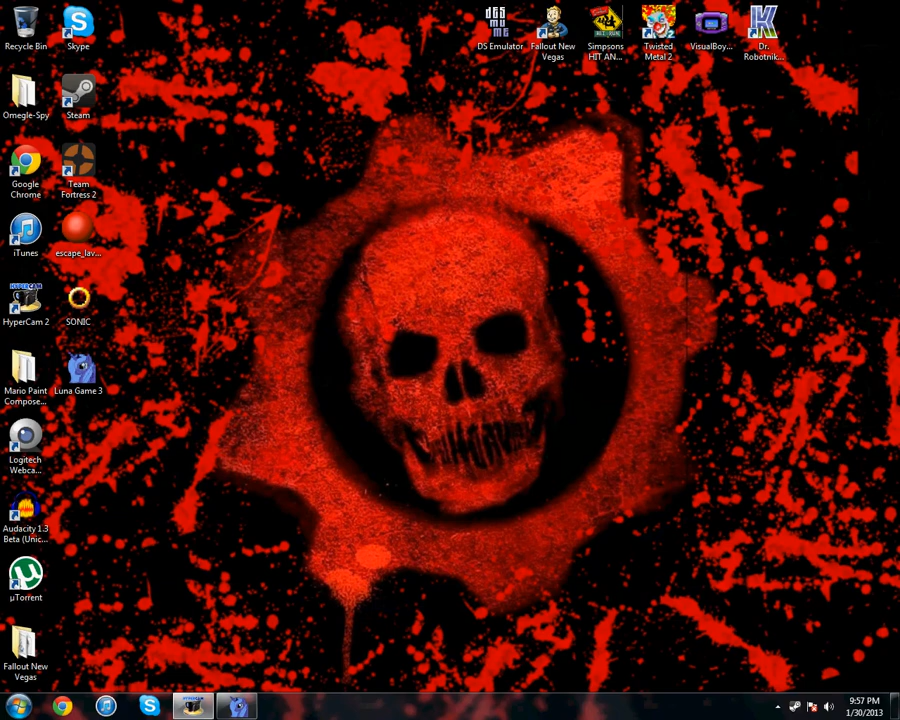 Recycle Bin
Skype
Omegle-Spy
Steam
Google
Chrome
Team
Fortress 2
iTunes
escape_lav...
HyperCam 2
SONIC
Mario Paint
Compose...
Luna Game 3
Logitech
Webca...
Audacity 1.3
Beta (Unic...
µTorrent
Fallout New
Vegas
DS Emulator
Fallout New
Vegas
Simpsons
HIT AN...
Twisted
Metal 2
VisualBoy...
Dr.
Robotnik...
9:57 PM
1/30/2013